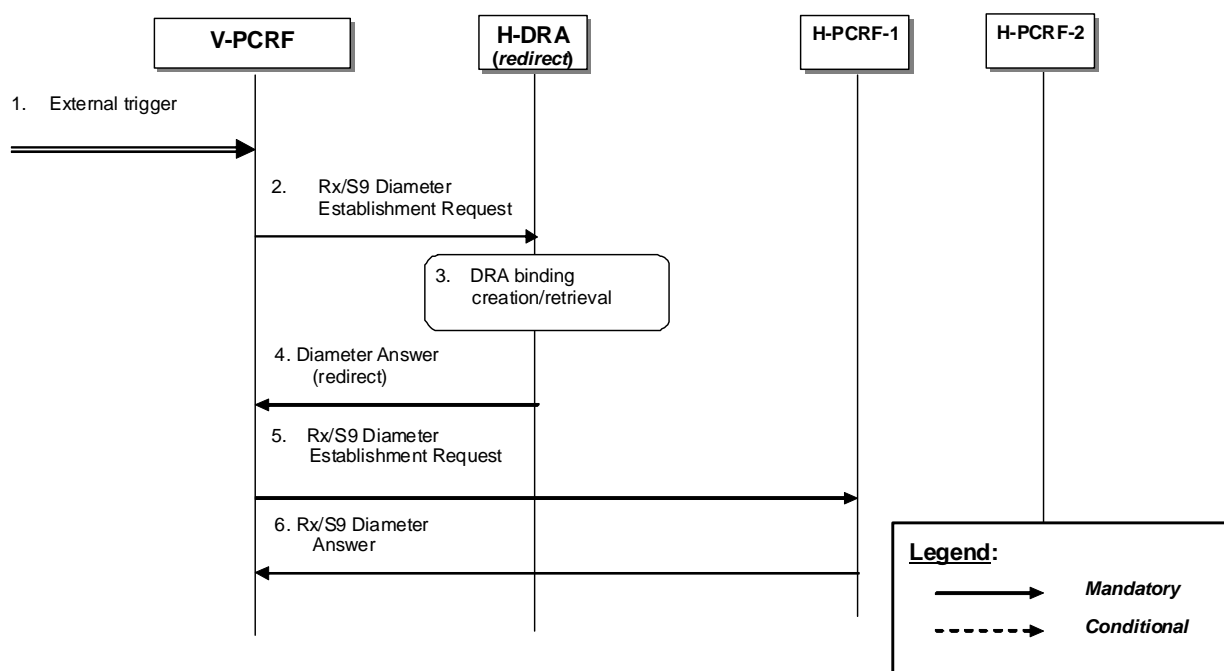 V-PCRF
H-DRA
(redirect)
H-PCRF-1
H-PCRF-2
1. External trigger
2. Rx/S9 Diameter
Establishment Request
3. DRA binding
creation/retrieval
4. Diameter Answer
(redirect)
5. Rx/S9 Diameter
Establishment Request
6. Rx/S9 Diameter
Answer
Legend:
Mandatory
Conditional